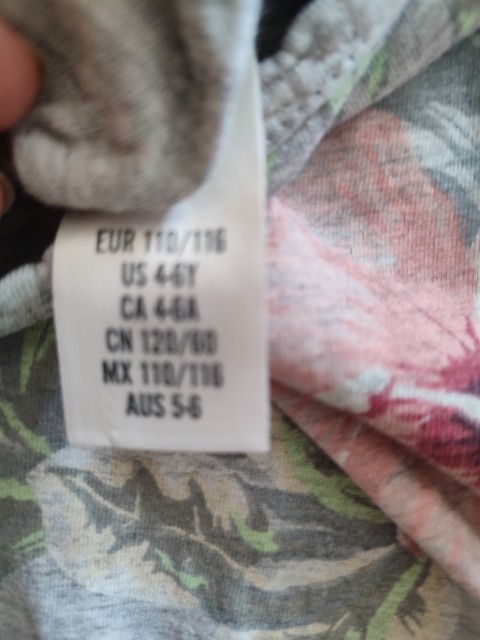 EUR 110/116
US 4-6Y
CA 4-6A
CN 120/60
MX 110/116
AUS 5-6